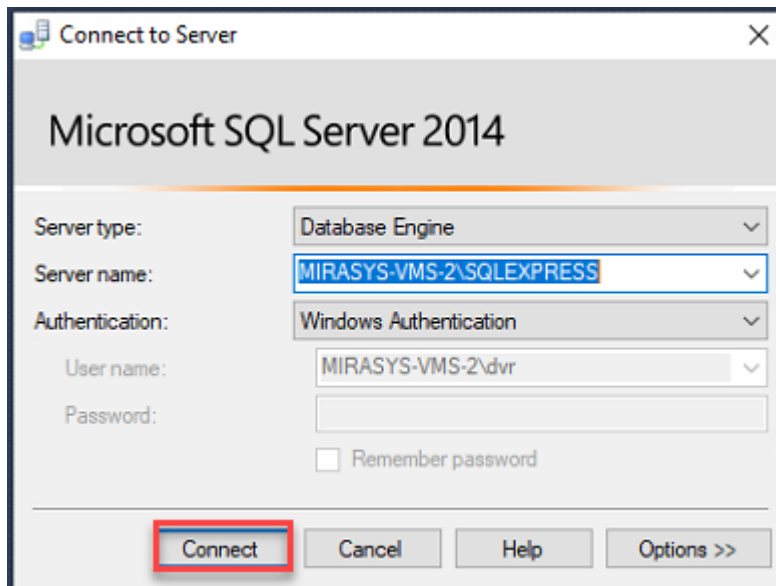 Connect to Server
Microsoft SQL Server 2014
Server type: Database Engine
Server name: MIRASYS-VMS-2\SQLEXPRESS
Authentication: Windows Authentication
User name: MIRASYS-VMS-2\dvr
Password:
Remember password
Connect Cancel Help Options >>